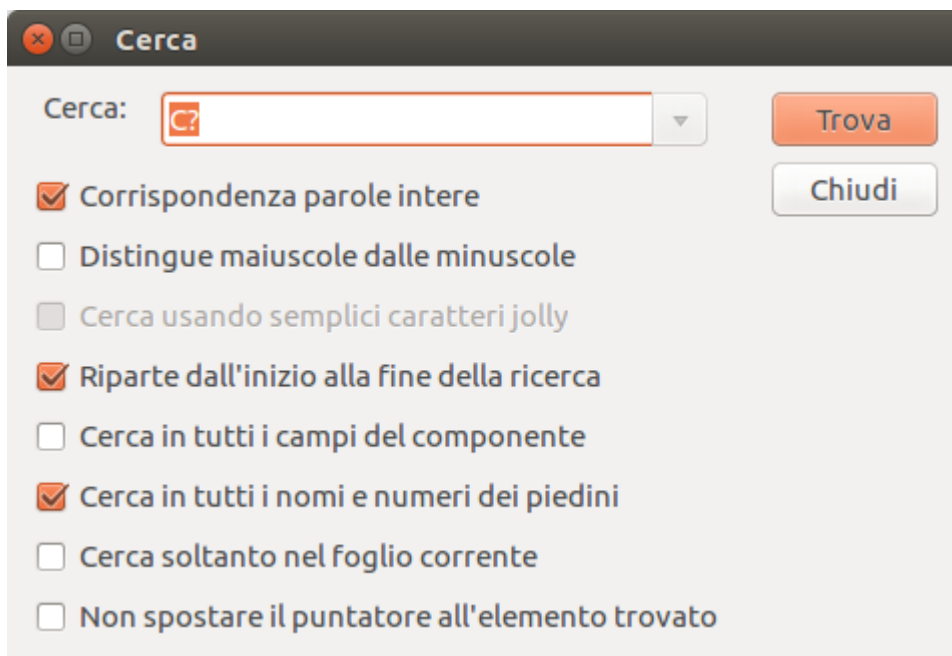 Cerca
Cerca: C? Trova
Chiudi
Corrispondenza parole intere
Distingue maiuscole dalle minuscole
Cerca usando semplici caratteri jolly
Riparte dall'inizio alla fine della ricerca
Cerca in tutti i campi del componente
Cerca in tutti i nomi e numeri dei piedini
Cerca soltanto nel foglio corrente
Non spostare il puntatore all'elemento trovato